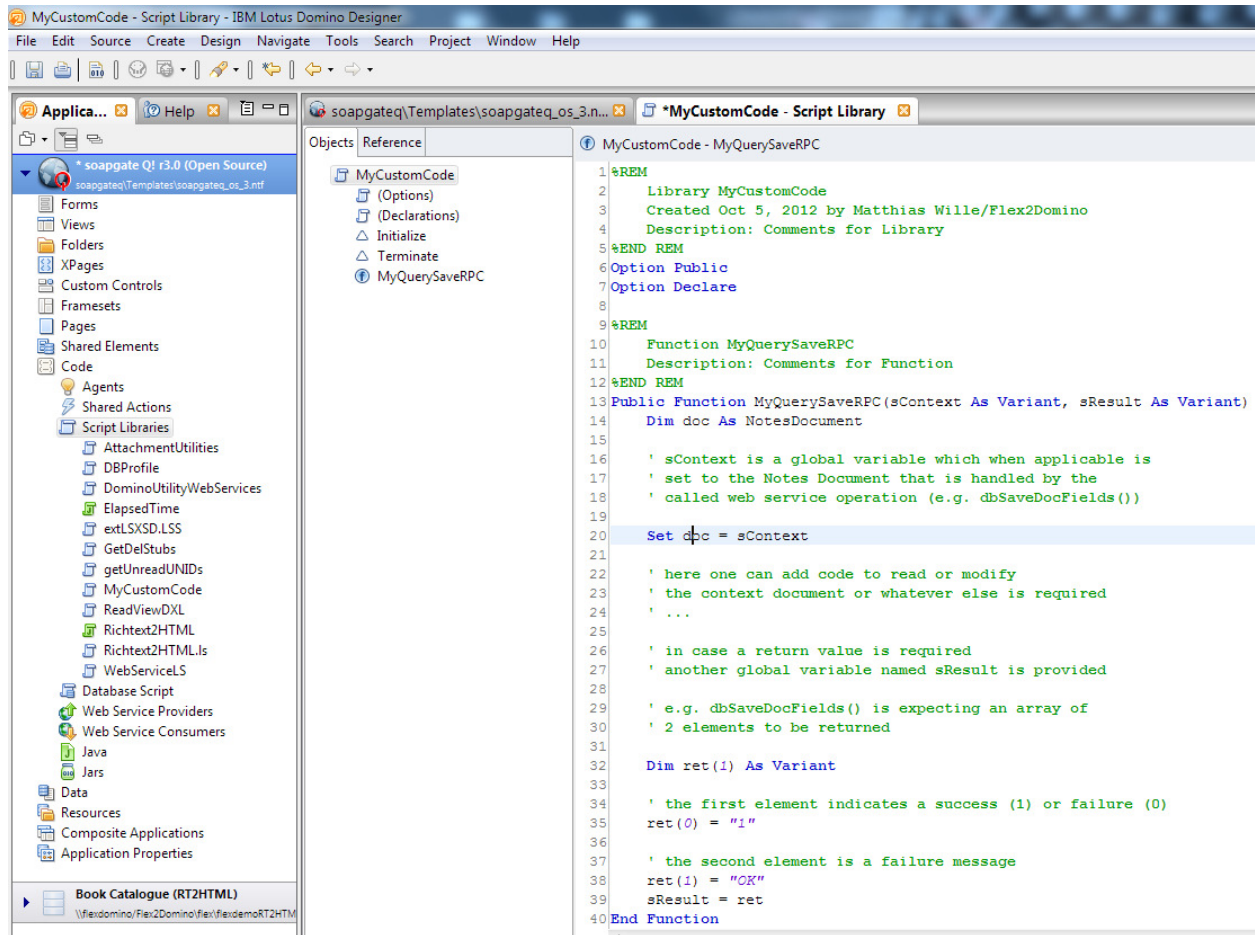 MyCustomCode - Script Library - IBM Lotus Domino Designer
File Edit Source Create Design Navigate Tools Search Project Window Help
Applica...
Help
* soapgate Q! r3.0 (Open Source)
soapgateq\Templates\soapgateq_os_3.ntf
Forms
Views
Folders
XPages
Custom Controls
Framesets
Pages
Shared Elements
Code
Agents
Shared Actions
Script Libraries
AttachmentUtilities
DBProfile
DominoUtilityWebServices
ElapsedTime
extLSXSD.LSS
GetDelStubs
getUnreadUNIDs
MyCustomCode
ReadViewDXL
Richtext2HTML
Richtext2HTML.ls
WebServiceLS
Database Script
Web Service Providers
Web Service Consumers
Java
Jars
Data
Resources
Composite Applications
Application Properties
Book Catalogue (RT2HTML)
\\flexdomino/Flex2Domino\flex\flexdemoRT2HTM
soapgateq\Templates\soapgateq_os_3.n...
*MyCustomCode - Script Library
Objects Reference
MyCustomCode
(Options)
(Declarations)
Initialize
Terminate
MyQuerySaveRPC
MyCustomCode - MyQuerySaveRPC
1 %REM
2 Library MyCustomCode
3 Created Oct 5, 2012 by Matthias Wille/Flex2Domino
4 Description: Comments for Library
5 %END REM
6 Option Public
7 Option Declare
8
9 %REM
10 Function MyQuerySaveRPC
11 Description: Comments for Function
12 %END REM
13 Public Function MyQuerySaveRPC(sContext As Variant, sResult As Variant)
14 Dim doc As NotesDocument
15
16 ' sContext is a global variable which when applicable is
17 ' set to the Notes Document that is handled by the
18 ' called web service operation (e.g. dbSaveDocFields())
19
20 Set doc = sContext
21
22 ' here one can add code to read or modify
23 ' the context document or whatever else is required
24 ' ...
25
26 ' in case a return value is required
27 ' another global variable named sResult is provided
28
29 ' e.g. dbSaveDocFields() is expecting an array of
30 ' 2 elements to be returned
31
32 Dim ret(1) As Variant
33
34 ' the first element indicates a success (1) or failure (0)
35 ret(0) = "1"
36
37 ' the second element is a failure message
38 ret(1) = "OK"
39 sResult = ret
40 End Function